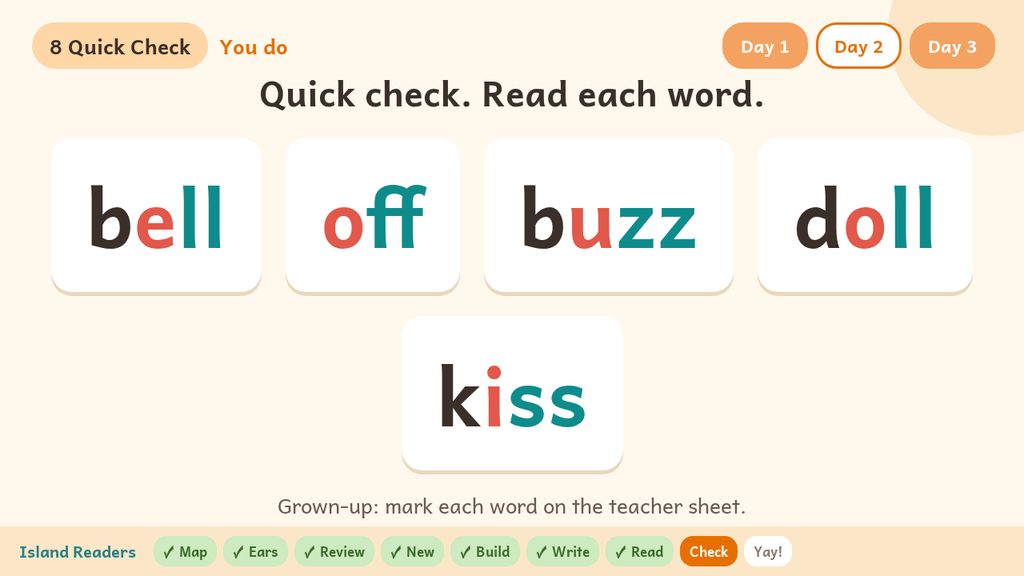 8 Quick Check You do Day 1 Day 2 Day 3
Quick check. Read each word.
bell off buzz doll
kiss
Grown-up: mark each word on the teacher sheet.
Island Readers ✓ Map ✓ Ears ✓ Review ✓ New ✓ Build ✓ Write ✓ Read Check Yay!